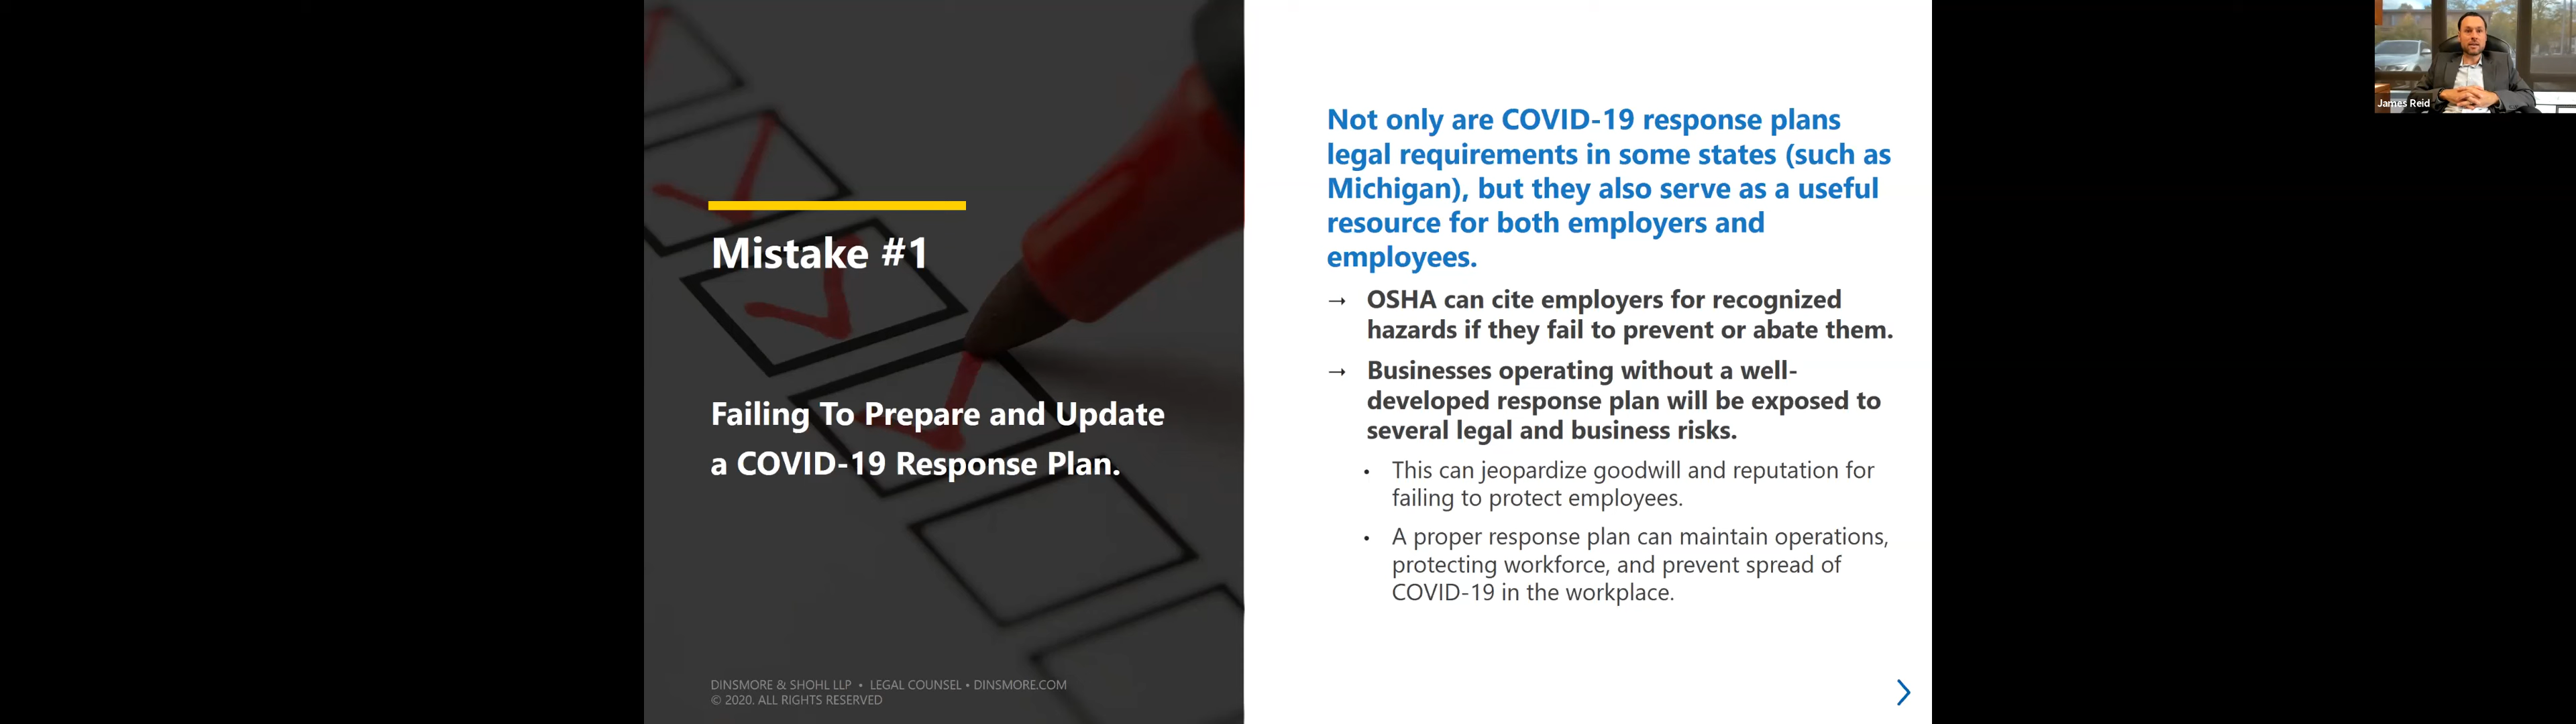 Mistake #1
Failing To Prepare and Update
a COVID-19 Response Plan.
DINSMORE & SHOHL LLP • LEGAL COUNSEL • DINSMORE.COM
© 2020. ALL RIGHTS RESERVED
Not only are COVID-19 response plans
legal requirements in some states (such as
Michigan), but they also serve as a useful
resource for both employers and
employees.
→ OSHA can cite employers for recognized
hazards if they fail to prevent or abate them.
→ Businesses operating without a well-
developed response plan will be exposed to
several legal and business risks.
• This can jeopardize goodwill and reputation for
failing to protect employees.
• A proper response plan can maintain operations,
protecting workforce, and prevent spread of
COVID-19 in the workplace.
James Reid